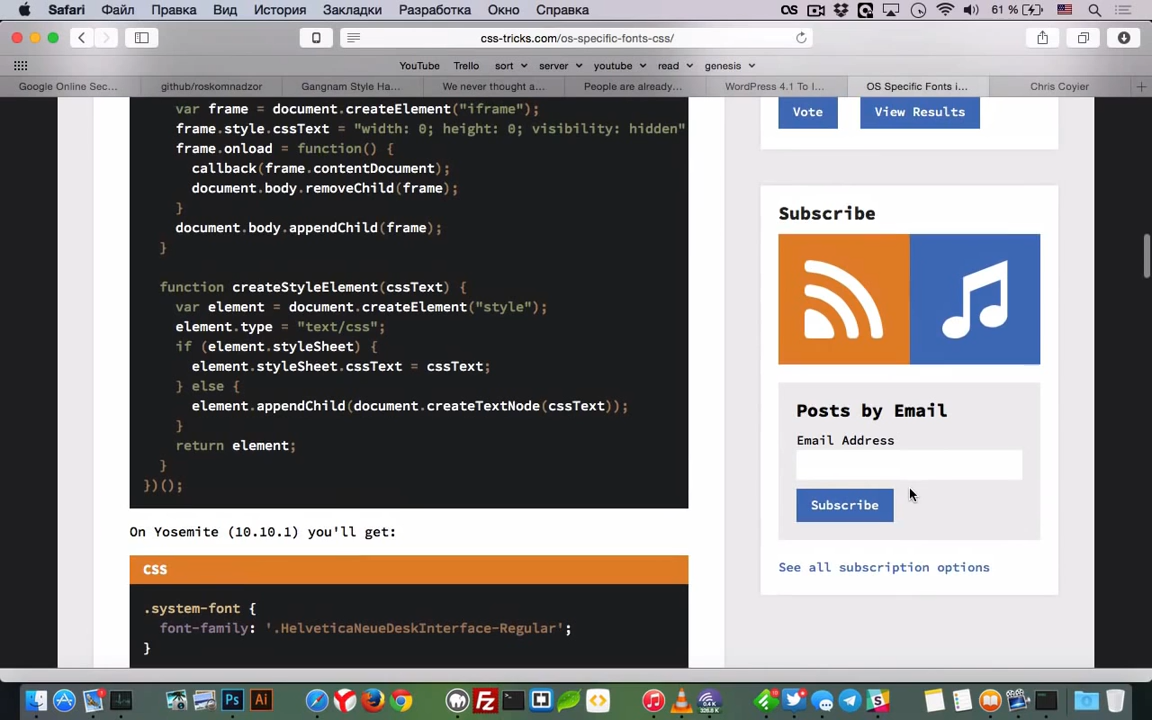 Safari Файл Правка Вид История Закладки Разработка Окно Справка 61 %
css-tricks.com/os-specific-fonts-css/
YouTube Trello sort server youtube read genesis
Google Online Sec... github/roskomnadzor Gangnam Style Ha... We never thought a... People are already... WordPress 4.1 To I... OS Specific Fonts i... Chris Coyier
var frame = document.createElement("iframe");
frame.style.cssText = "width: 0; height: 0; visibility: hidden"
frame.onload = function() {
callback(frame.contentDocument);
document.body.removeChild(frame);
}
document.body.appendChild(frame);
}
function createStyleElement(cssText) {
var element = document.createElement("style");
element.type = "text/css";
if (element.styleSheet) {
element.styleSheet.cssText = cssText;
} else {
element.appendChild(document.createTextNode(cssText));
}
return element;
}
})();
On Yosemite (10.10.1) you'll get:
CSS
.system-font {
font-family: '.HelveticaNeueDeskInterface-Regular';
}
Vote View Results
Subscribe
Posts by Email
Email Address
Subscribe
See all subscription options
Ps Ai